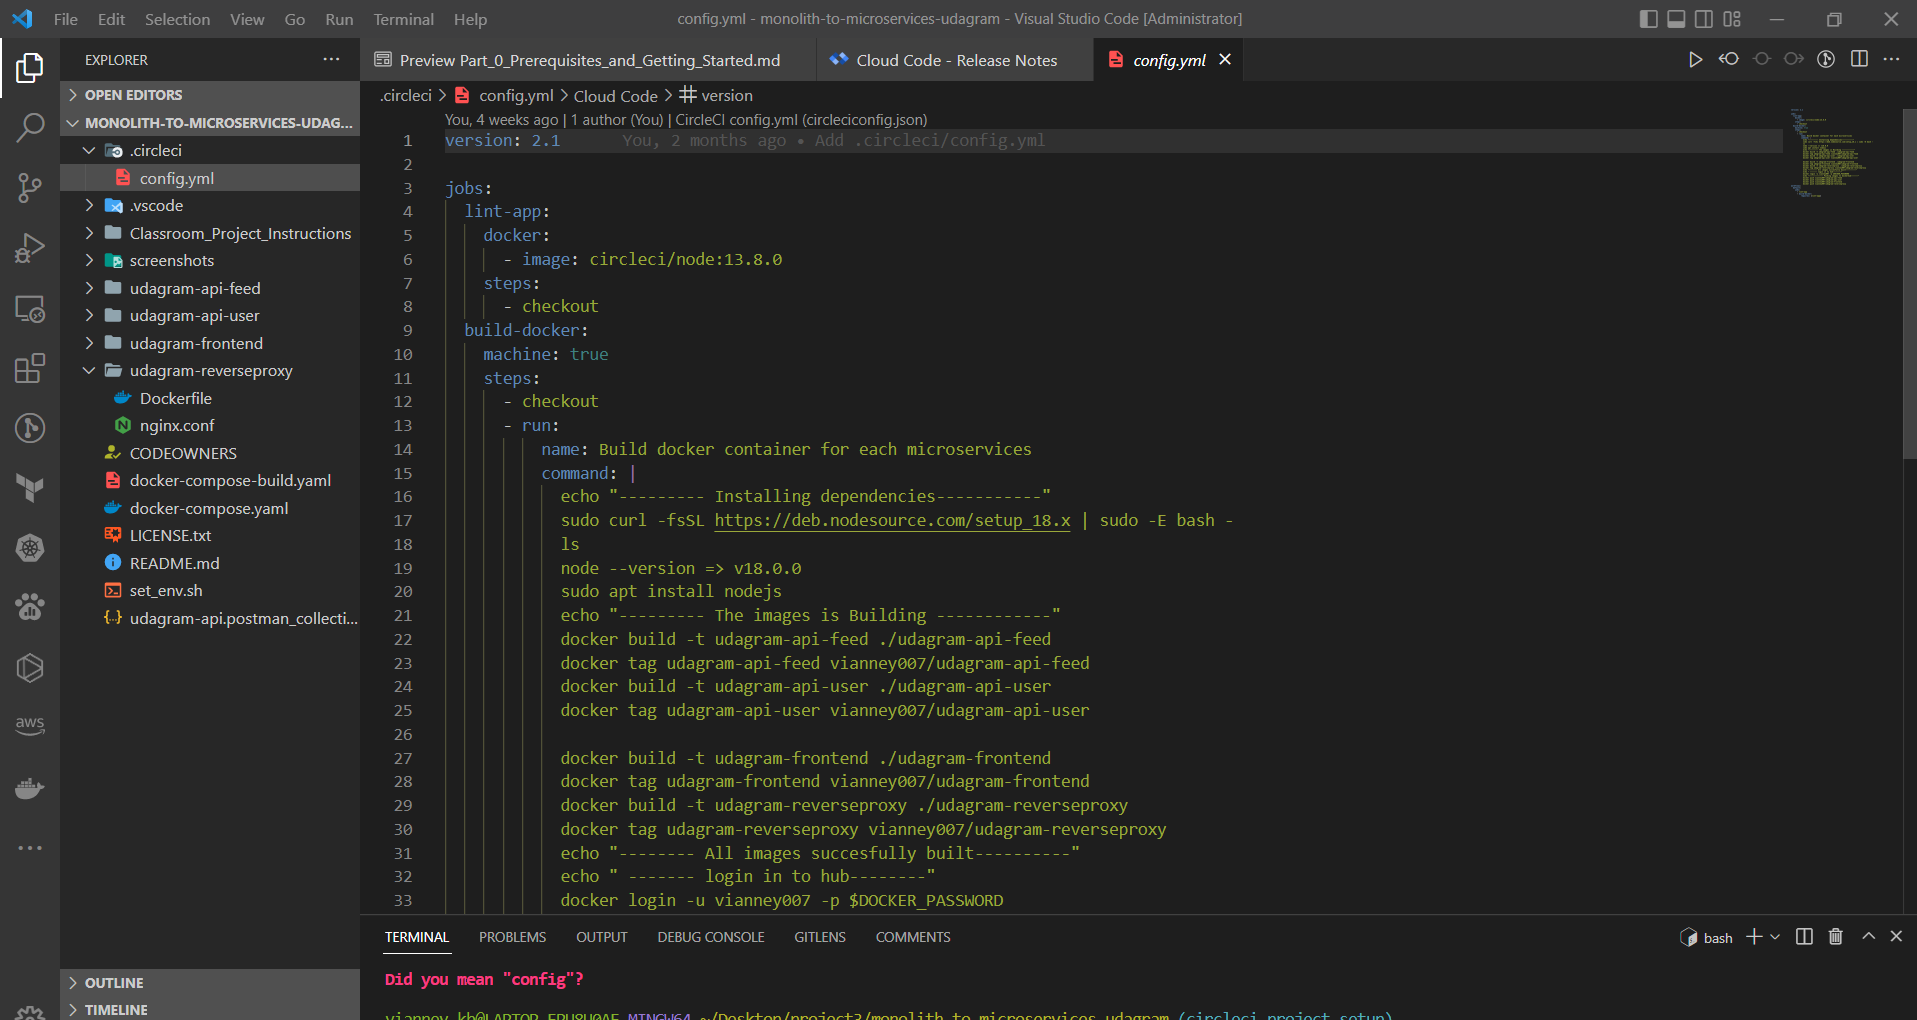 File Edit Selection View Go Run Terminal Help
config.yml - monolith-to-microservices-udagram - Visual Studio Code [Administrator]
EXPLORER
OPEN EDITORS
MONOLITH-TO-MICROSERVICES-UDAG...
.circleci
config.yml
.vscode
Classroom_Project_Instructions
screenshots
udagram-api-feed
udagram-api-user
udagram-frontend
udagram-reverseproxy
Dockerfile
nginx.conf
CODEOWNERS
docker-compose-build.yaml
docker-compose.yaml
LICENSE.txt
README.md
set_env.sh
udagram-api.postman_collecti...
OUTLINE
TIMELINE
aws
Preview Part_0_Prerequisites_and_Getting_Started.md
Cloud Code - Release Notes
config.yml
.circleci > config.yml > Cloud Code > version
You, 4 weeks ago | 1 author (You) | CircleCI config.yml (circleciconfig.json)
1 version: 2.1 You, 2 months ago • Add .circleci/config.yml
2
3 jobs:
4 lint-app:
5 docker:
6 - image: circleci/node:13.8.0
7 steps:
8 - checkout
9 build-docker:
10 machine: true
11 steps:
12 - checkout
13 - run:
14 name: Build docker container for each microservices
15 command: |
16 echo "--------- Installing dependencies-----------"
17 sudo curl -fsSL https://deb.nodesource.com/setup_18.x | sudo -E bash -
18 ls
19 node --version => v18.0.0
20 sudo apt install nodejs
21 echo "--------- The images is Building ------------"
22 docker build -t udagram-api-feed ./udagram-api-feed
23 docker tag udagram-api-feed vianney007/udagram-api-feed
24 docker build -t udagram-api-user ./udagram-api-user
25 docker tag udagram-api-user vianney007/udagram-api-user
26
27 docker build -t udagram-frontend ./udagram-frontend
28 docker tag udagram-frontend vianney007/udagram-frontend
29 docker build -t udagram-reverseproxy ./udagram-reverseproxy
30 docker tag udagram-reverseproxy vianney007/udagram-reverseproxy
31 echo "-------- All images succesfully built----------"
32 echo " ------- login in to hub--------"
33 docker login -u vianney007 -p $DOCKER_PASSWORD
TERMINAL PROBLEMS OUTPUT DEBUG CONSOLE GITLENS COMMENTS
bash
Did you mean "config"?
MINGW64 ~/Desktop/project3/monolith-to-microservices-udagram (circleci-project-setup)